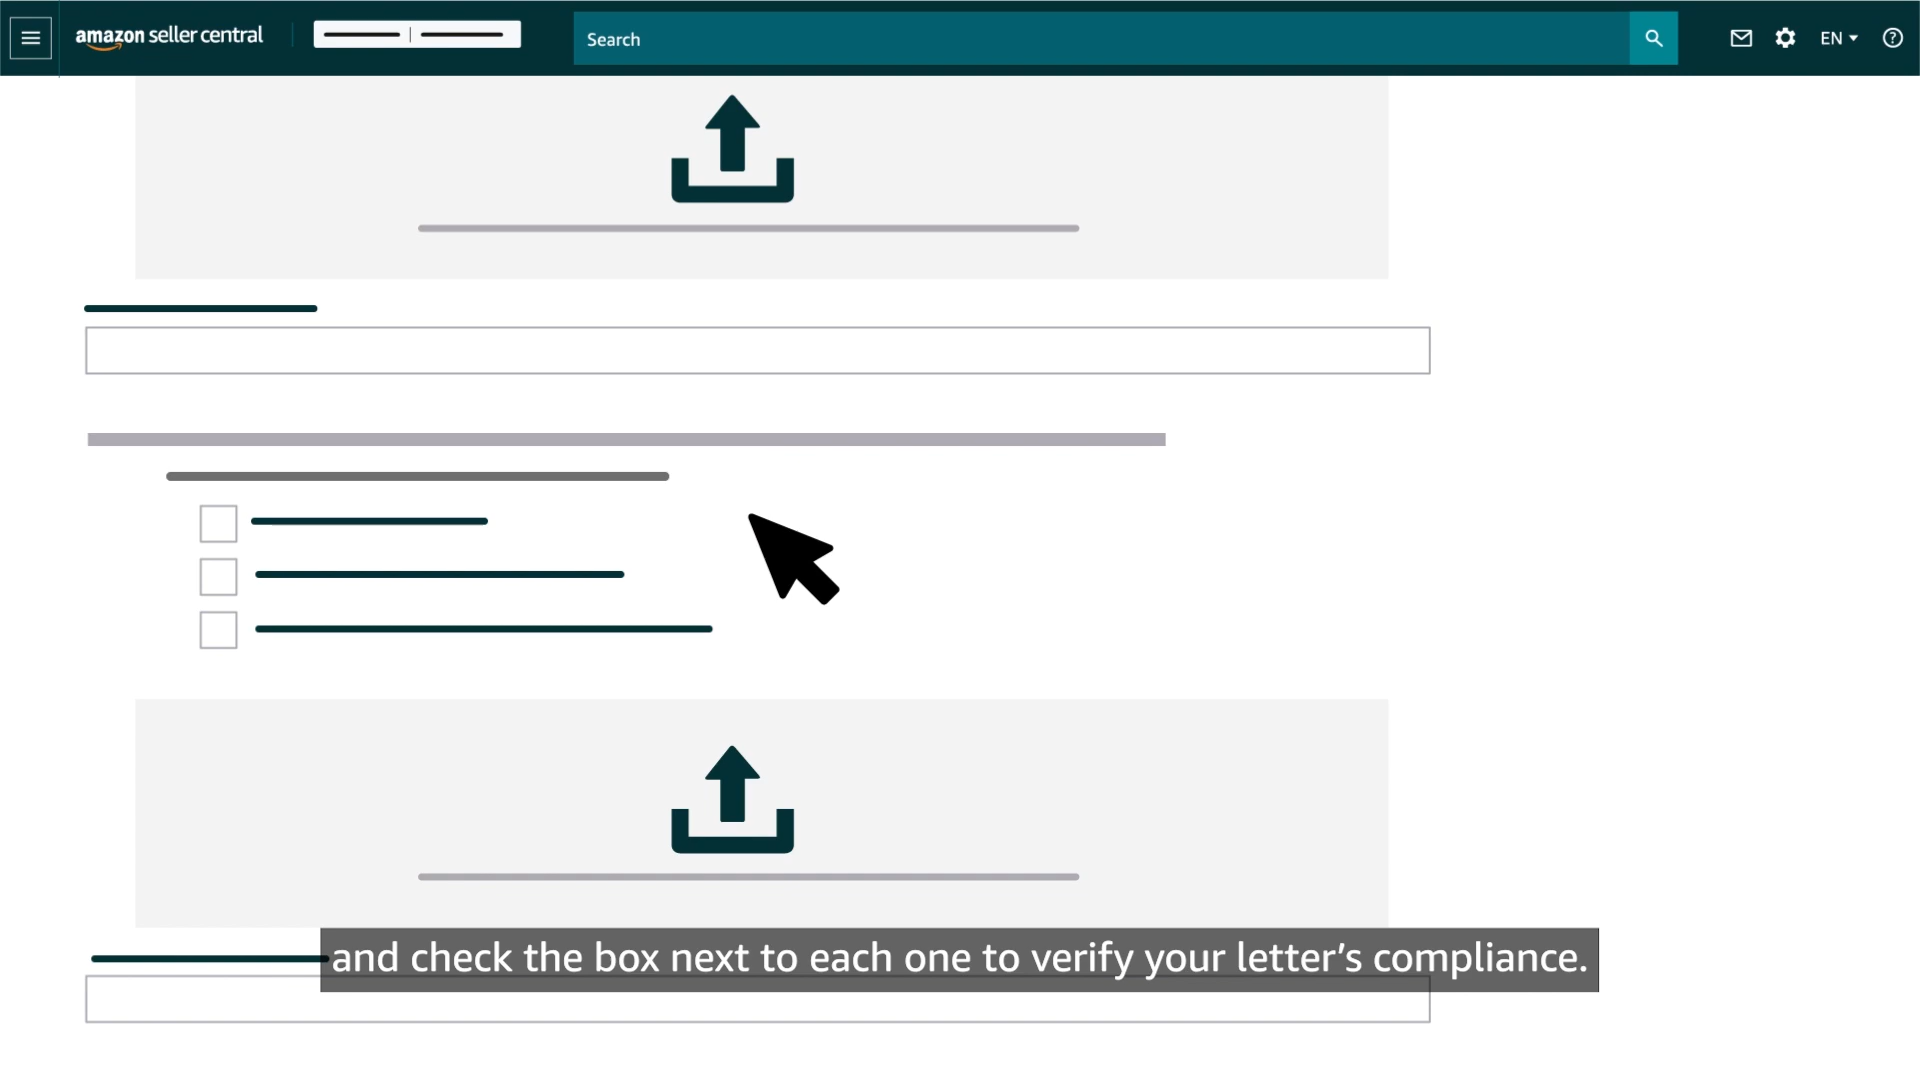 amazon seller central
Search
EN
and check the box next to each one to verify your letter’s compliance.